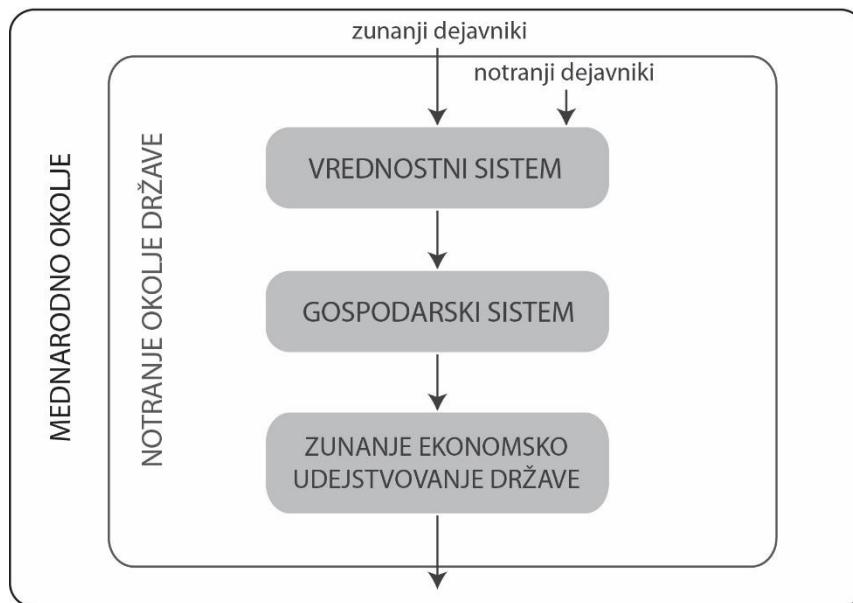 zunanji dejavniki
notranji dejavniki
MEDNARODNO OKOLJE
NOTRANJE OKOLJE DRŽAVE
VREDNOSTNI SISTEM
GOSPODARSKI SISTEM
ZUNANJE EKONOMSKO
UDEJSTVOVANJE DRŽAVE